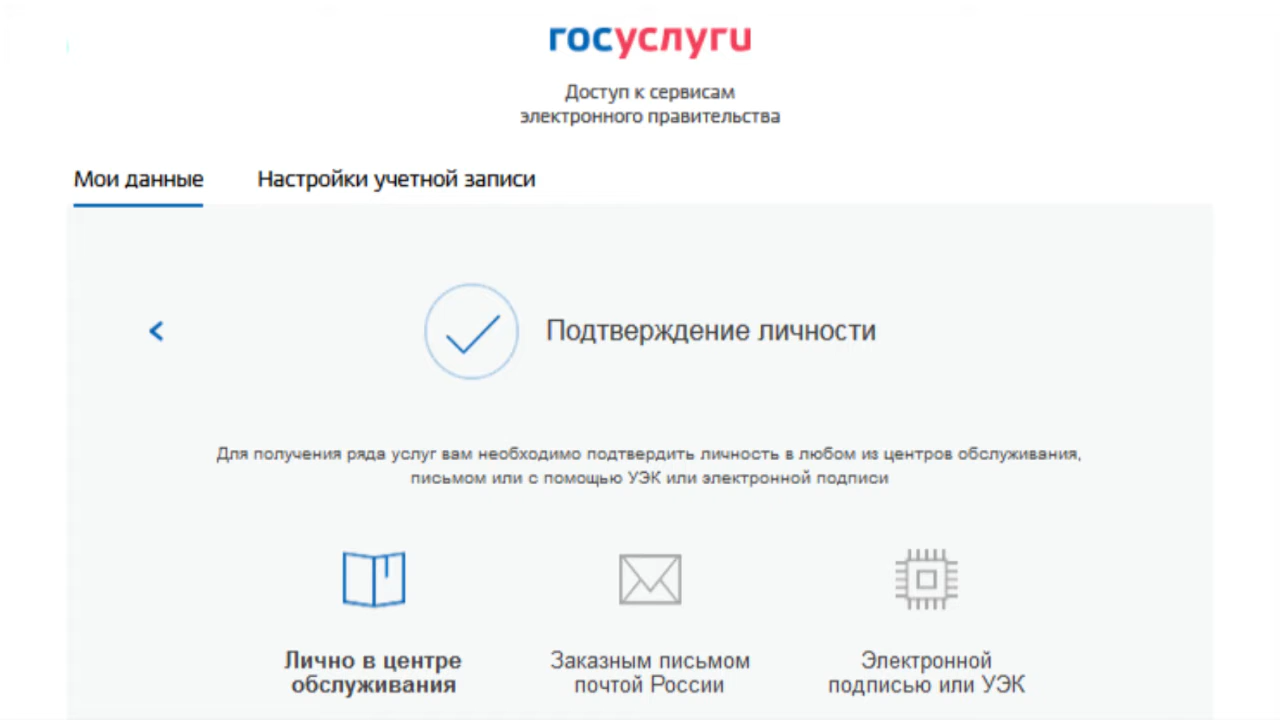 госуслуги
Доступ к сервисам
электронного правительства
Мои данные
Настройки учетной записи
Подтверждение личности
Для получения ряда услуг вам необходимо подтвердить личность в любом из центров обслуживания,
письмом или с помощью УЭК или электронной подписи
Лично в центре
обслуживания
Заказным письмом
почтой России
Электронной
подписью или УЭК